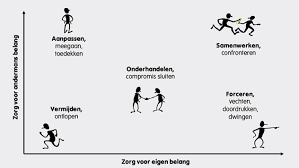 Aanpassen,
meegaan,
toedekken
Samenwerken,
confronteren
Onderhandelen,
compromis sluiten
Vermijden,
ontlopen
Forceren,
vechten,
doordrukken,
dwingen
Zorg voor andermans belang
Zorg voor eigen belang